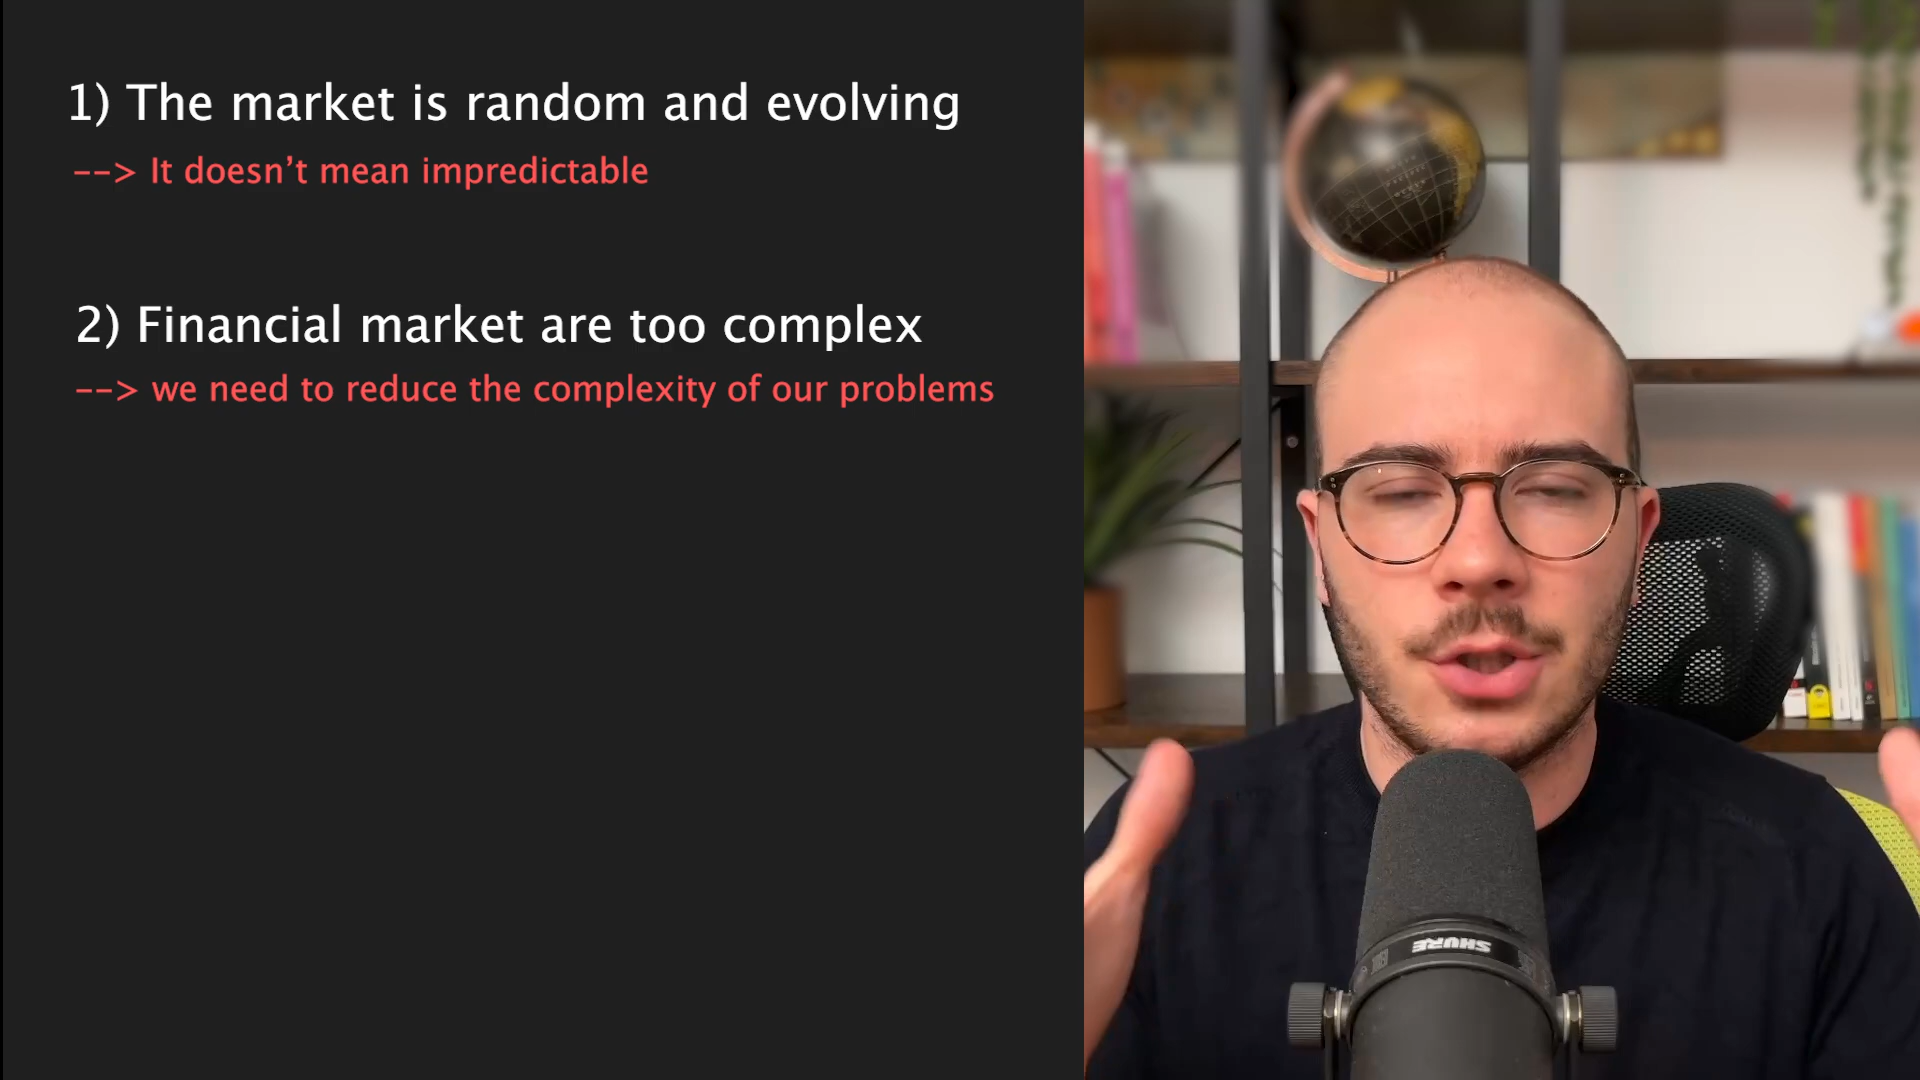 1) The market is random and evolving
--> It doesn’t mean impredictable
2) Financial market are too complex
--> we need to reduce the complexity of our problems
SHURE